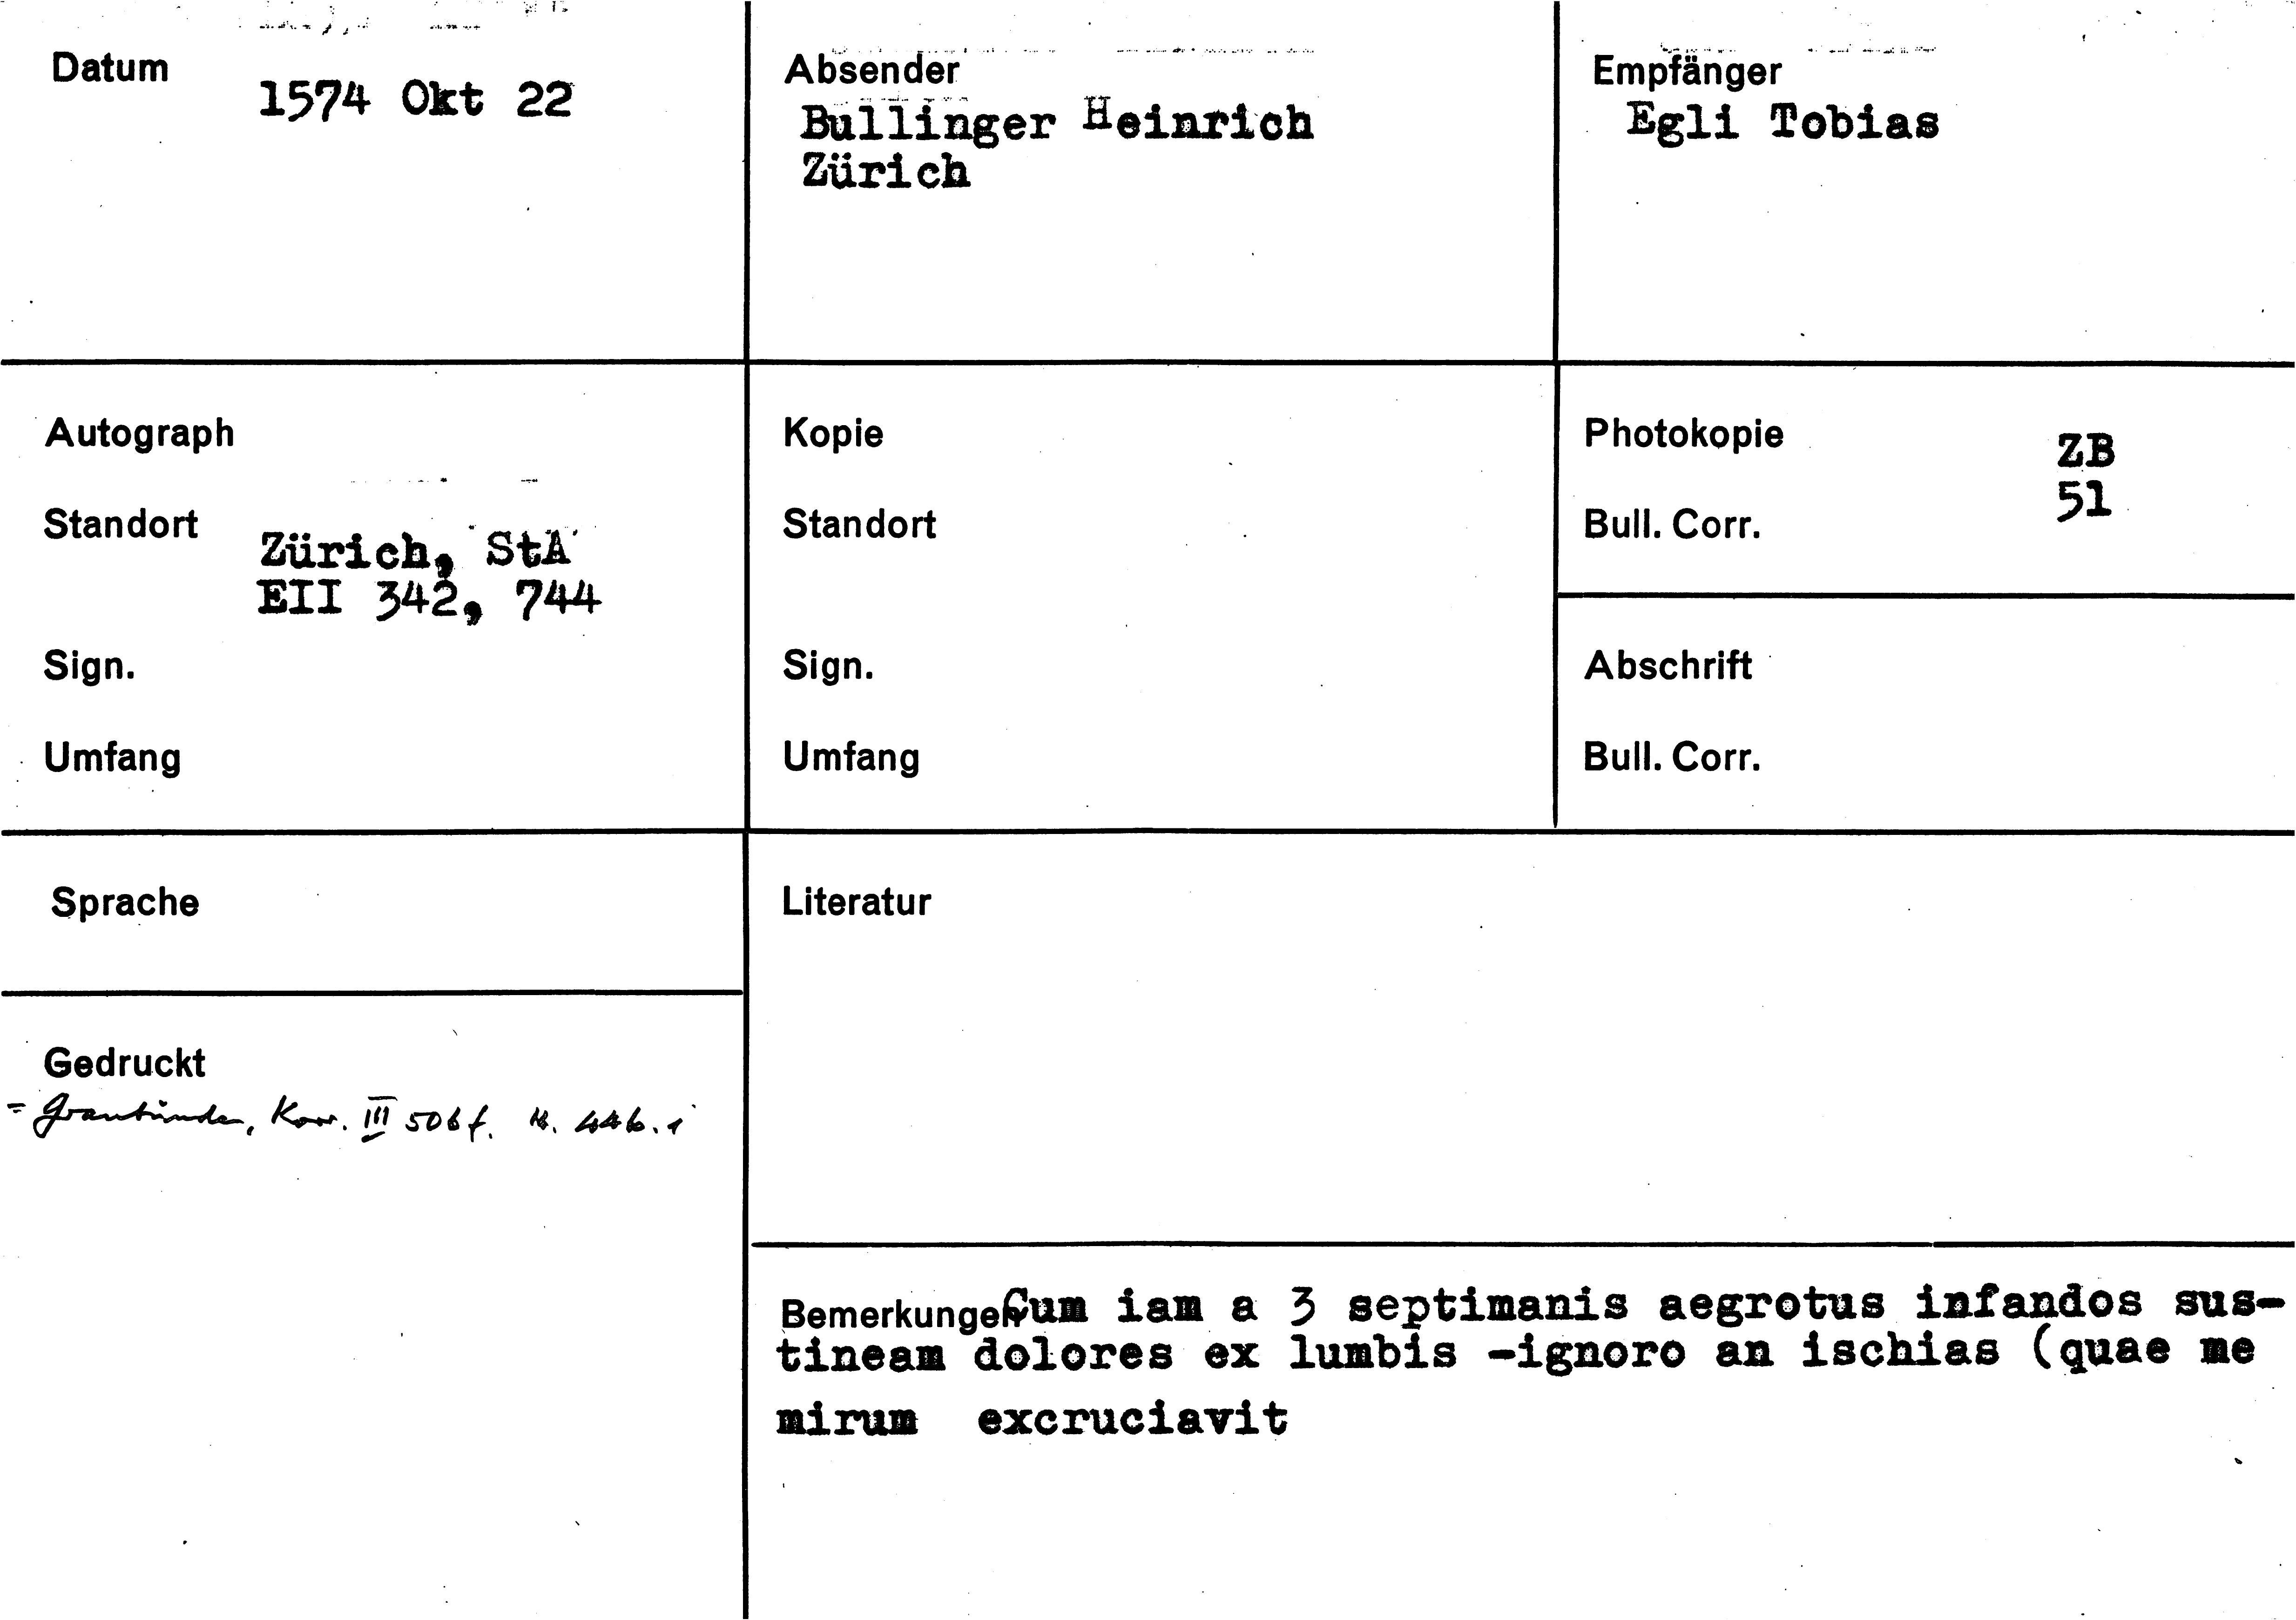 Datum
1574 Okt 22
Absender
Bullinger Heinrich
Zürich
Empfänger
Egli Tobias
Autograph
Standort
Zürich, StA
EII 342, 744
Sign.
Umfang
Kopie
Standort
Sign.
Umfang
Photokopie
ZB
Bull. Corr.
51
Abschrift
Bull. Corr.
Sprache
Gedruckt
= Graubünden, Korr. III 506 f. N. 446.1
Literatur
Bemerkungen Cum iam a 3 septimanis aegrotus infandos sus-
tineam dolores ex lumbis -ignoro an ischias (quae me
mirum excruciavit